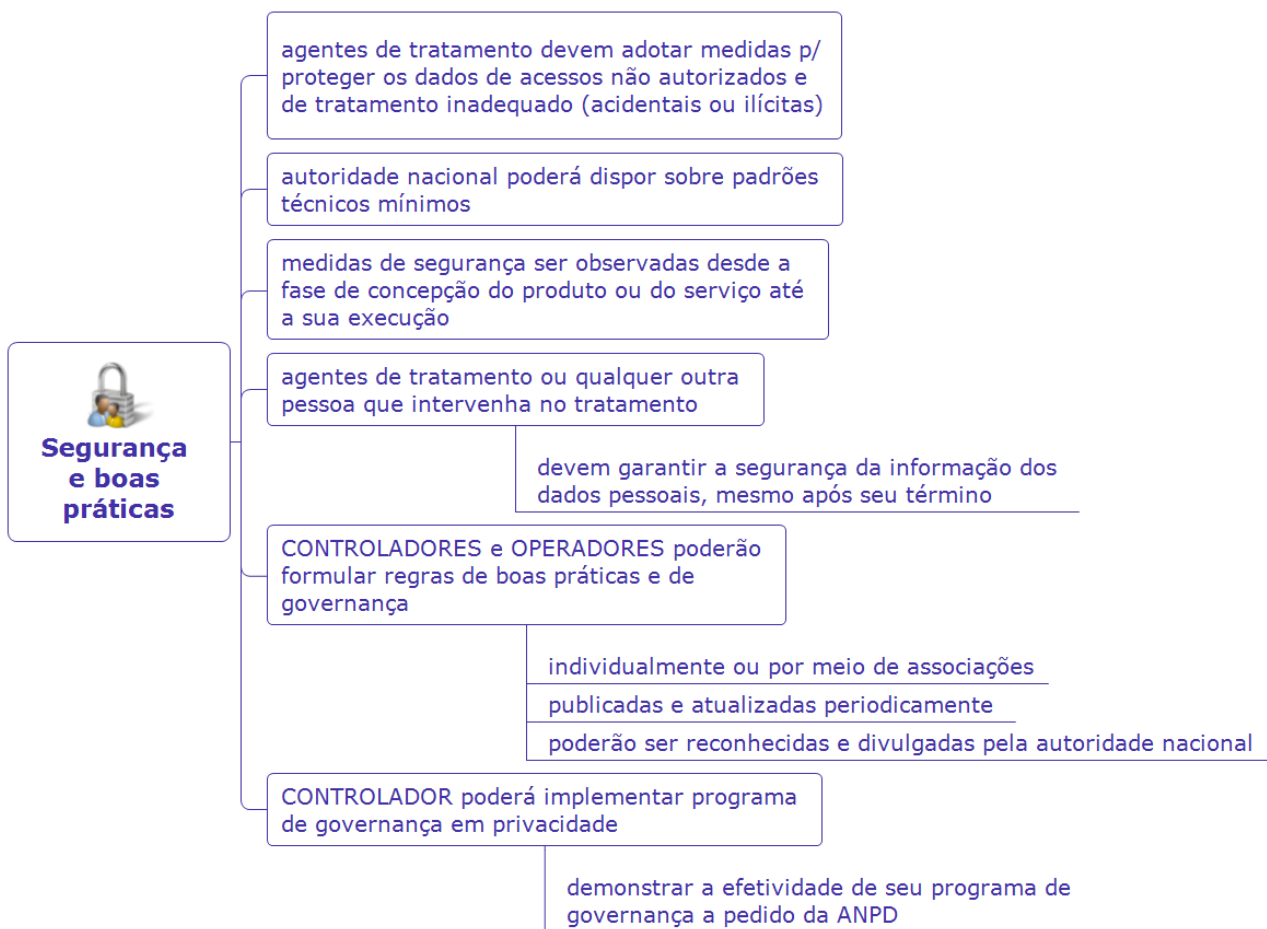 agentes de tratamento devem adotar medidas p/
proteger os dados de acessos não autorizados e
de tratamento inadequado (acidentais ou ilícitas)
autoridade nacional poderá dispor sobre padrões
técnicos mínimos
medidas de segurança ser observadas desde a
fase de concepção do produto ou do serviço até
a sua execução
agentes de tratamento ou qualquer outra
pessoa que intervenha no tratamento
Segurança
e boas
práticas
devem garantir a segurança da informação dos
dados pessoais, mesmo após seu término
CONTROLADORES e OPERADORES poderão
formular regras de boas práticas e de
governança
individualmente ou por meio de associações
publicadas e atualizadas periodicamente
poderão ser reconhecidas e divulgadas pela autoridade nacional
CONTROLADOR poderá implementar programa
de governança em privacidade
demonstrar a efetividade de seu programa de
governança a pedido da ANPD